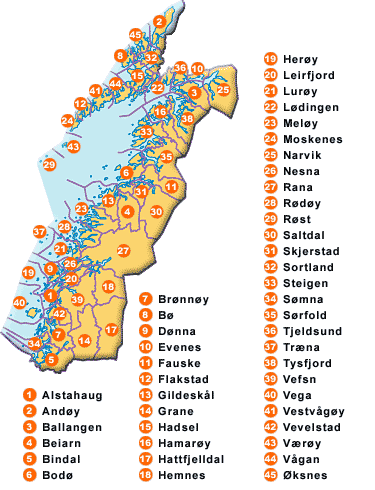 2
45
8 32
36 10
15
44 22
41 3 25
12 16
24 38
33
43
35
29
6
11
31
13
23 4 30
28
37
21 27
26
9
19 20
18
1 39
40
42
17
7
34 14
5
1 Alstahaug
2 Andøy
3 Ballangen
4 Beiarn
5 Bindal
6 Bodø
7 Brønnøy
8 Bø
9 Dønna
10 Evenes
11 Fauske
12 Flakstad
13 Gildeskål
14 Grane
15 Hadsel
16 Hamarøy
17 Hattfjelldal
18 Hemnes
19 Herøy
20 Leirfjord
21 Lurøy
22 Lødingen
23 Meløy
24 Moskenes
25 Narvik
26 Nesna
27 Rana
28 Rødøy
29 Røst
30 Saltdal
31 Skjerstad
32 Sortland
33 Steigen
34 Sømna
35 Sørfold
36 Tjeldsund
37 Træna
38 Tysfjord
39 Vefsn
40 Vega
41 Vestvågøy
42 Vevelstad
43 Værøy
44 Vågan
45 Øksnes